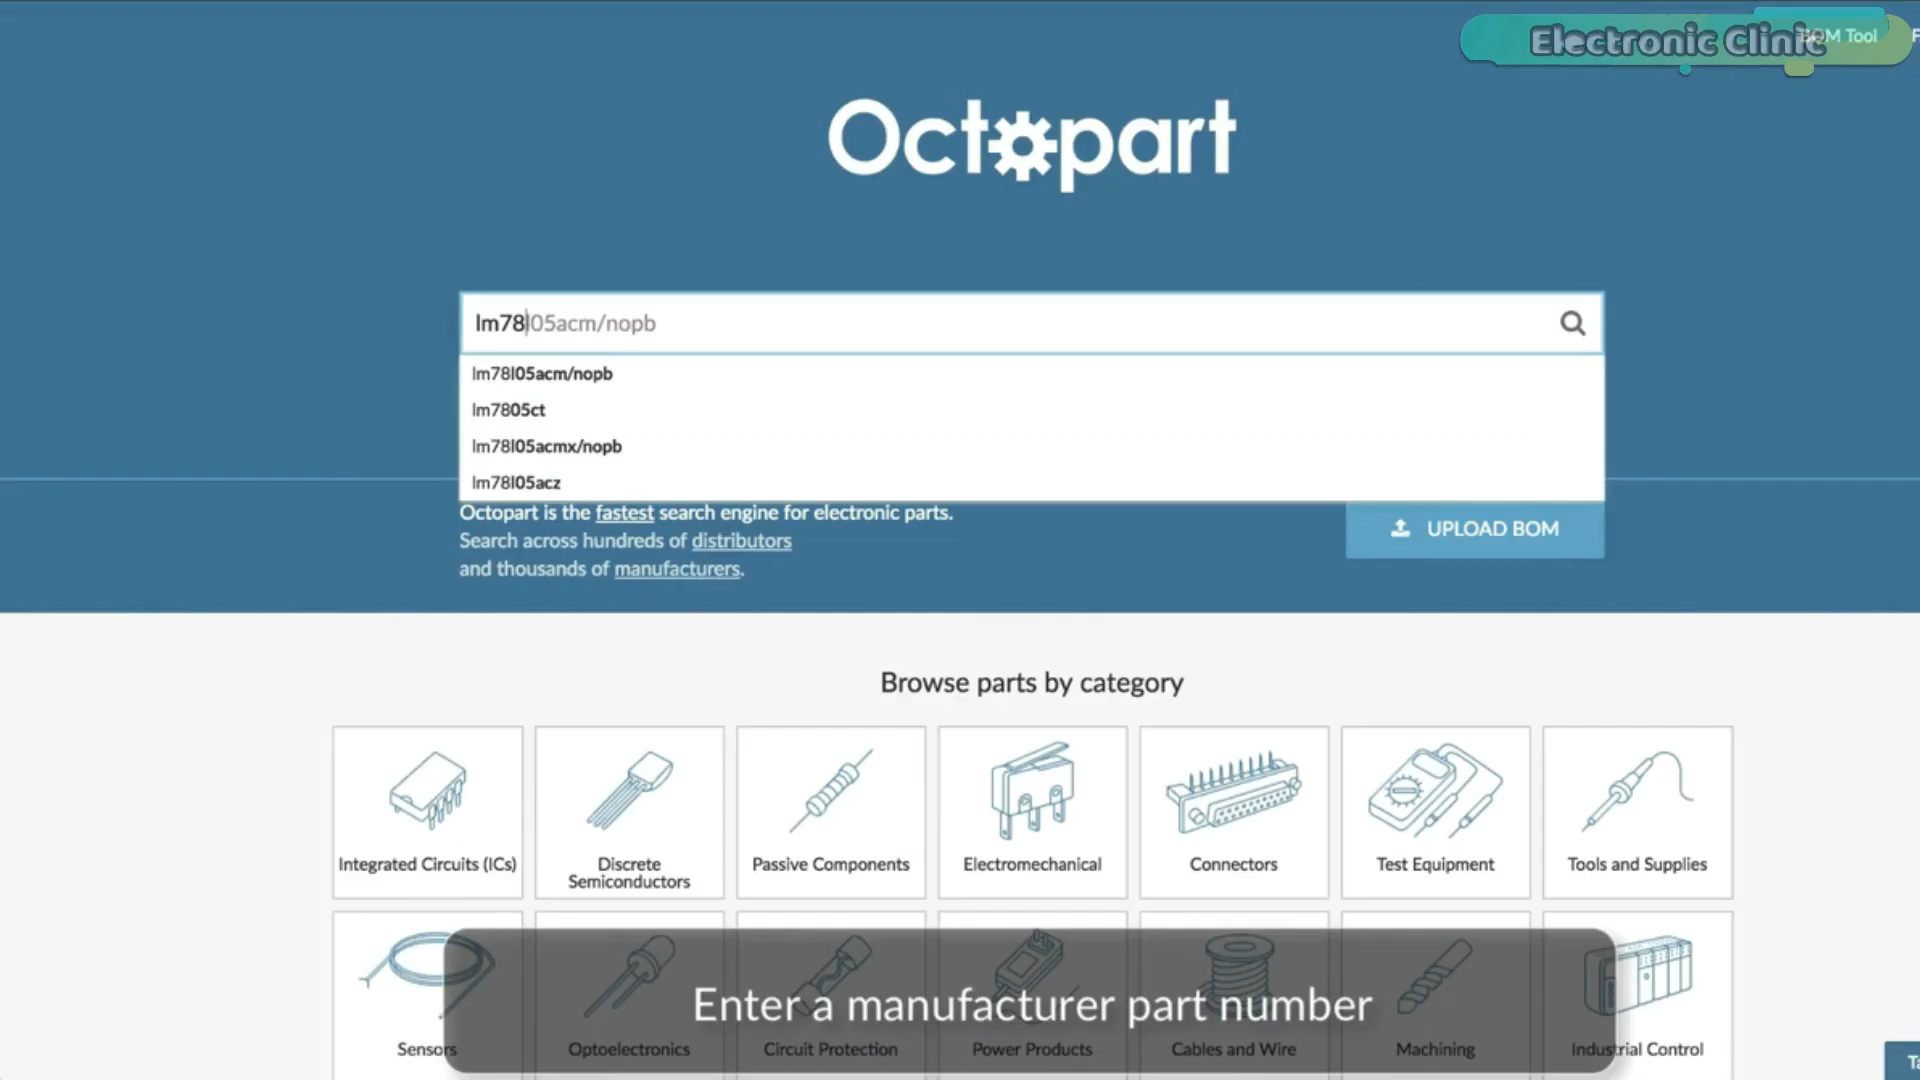 Electronic Clinic
BOM Tool
Octopart
lm78l05acm/nopb
lm78l05acm/nopb
lm7805ct
lm78l05acmx/nopb
lm78l05acz
Octopart is the fastest search engine for electronic parts.
Search across hundreds of distributors
and thousands of manufacturers.
UPLOAD BOM
Browse parts by category
Integrated Circuits (ICs)
Discrete
Semiconductors
Passive Components
Electromechanical
Connectors
Test Equipment
Tools and Supplies
Enter a manufacturer part number
Sensors
Optoelectronics
Circuit Protection
Power Products
Cables and Wire
Machining
Industrial Control